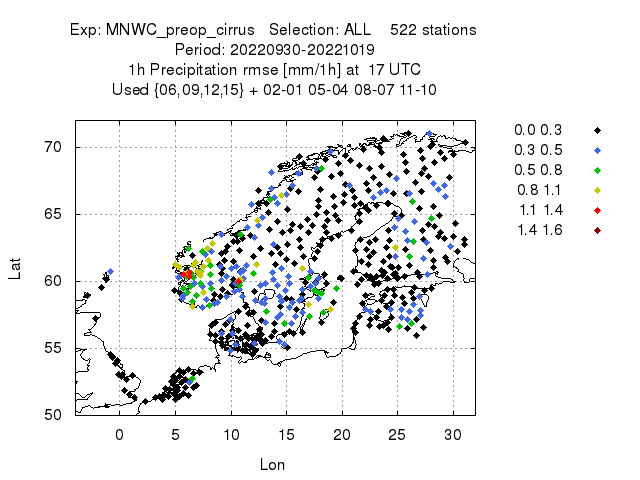 Exp: MNWC_preop_cirrus   Selection: ALL    522 stations
Period: 20220930-20221019
1h Precipitation rmse [mm/1h] at  17 UTC
Used {06,09,12,15} + 02-01 05-04 08-07 11-10
0.0 0.3
0.3 0.5
0.5 0.8
0.8 1.1
1.1 1.4
1.4 1.6
Lat
70
65
60
55
50
0 5 10 15 20 25 30
Lon